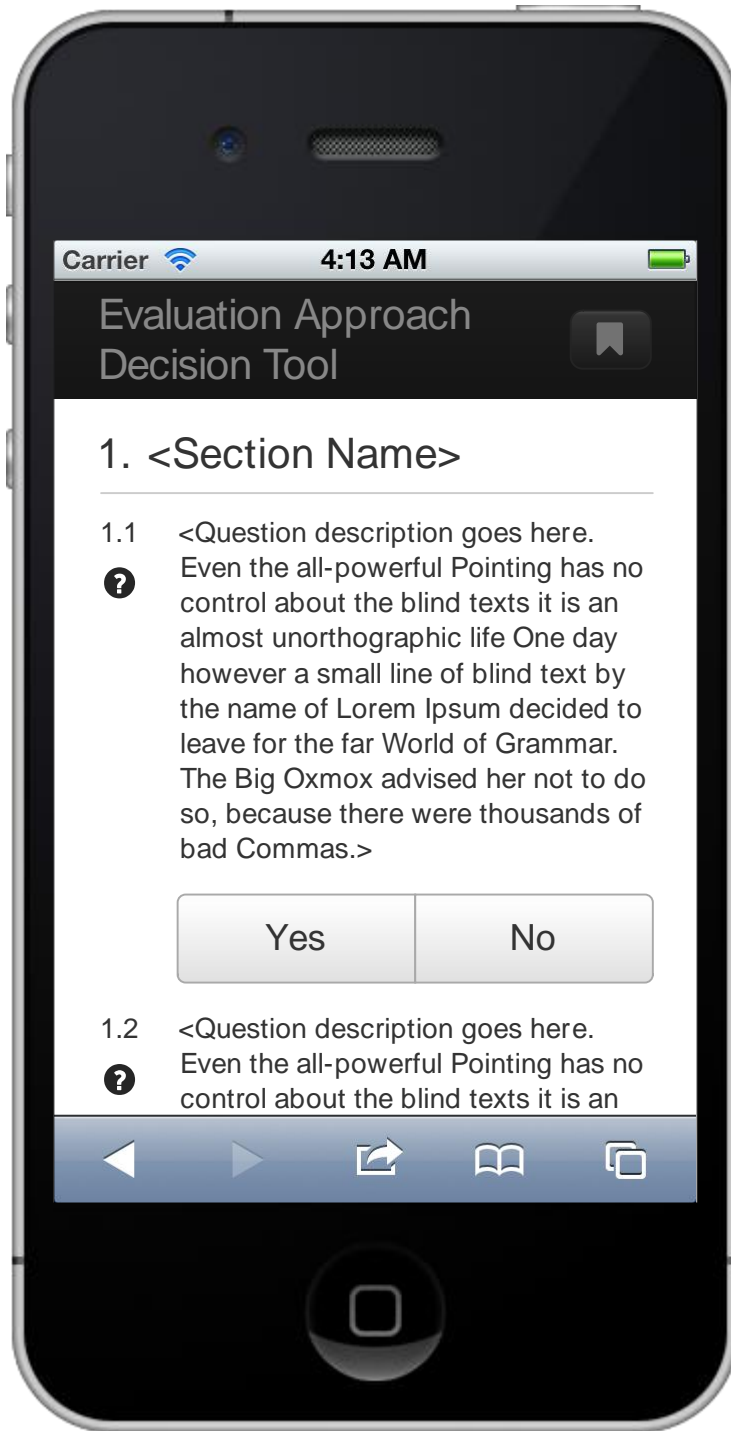 Carrier 4:13 AM
Evaluation Approach
Decision Tool
1. <Section Name>
1.1 <Question description goes here.
Even the all-powerful Pointing has no
control about the blind texts it is an
almost unorthographic life One day
however a small line of blind text by
the name of Lorem Ipsum decided to
leave for the far World of Grammar.
The Big Oxmox advised her not to do
so, because there were thousands of
bad Commas.>
Yes No
1.2 <Question description goes here.
Even the all-powerful Pointing has no
control about the blind texts it is an